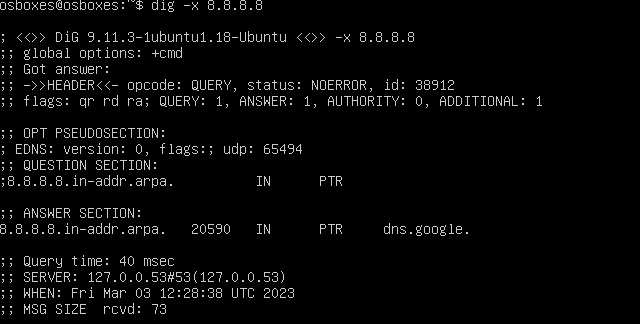 osboxes@osboxes:~$ dig -x 8.8.8.8
; <<>> DiG 9.11.3-1ubuntu1.18-Ubuntu <<>> -x 8.8.8.8
;; global options: +cmd
;; Got answer:
;; ->>HEADER<<- opcode: QUERY, status: NOERROR, id: 38912
;; flags: qr rd ra; QUERY: 1, ANSWER: 1, AUTHORITY: 0, ADDITIONAL: 1
;; OPT PSEUDOSECTION:
; EDNS: version: 0, flags:; udp: 65494
;; QUESTION SECTION:
;8.8.8.8.in-addr.arpa. IN PTR
;; ANSWER SECTION:
8.8.8.8.in-addr.arpa. 20590 IN PTR dns.google.
;; Query time: 40 msec
;; SERVER: 127.0.0.53#53(127.0.0.53)
;; WHEN: Fri Mar 03 12:28:38 UTC 2023
;; MSG SIZE rcvd: 73